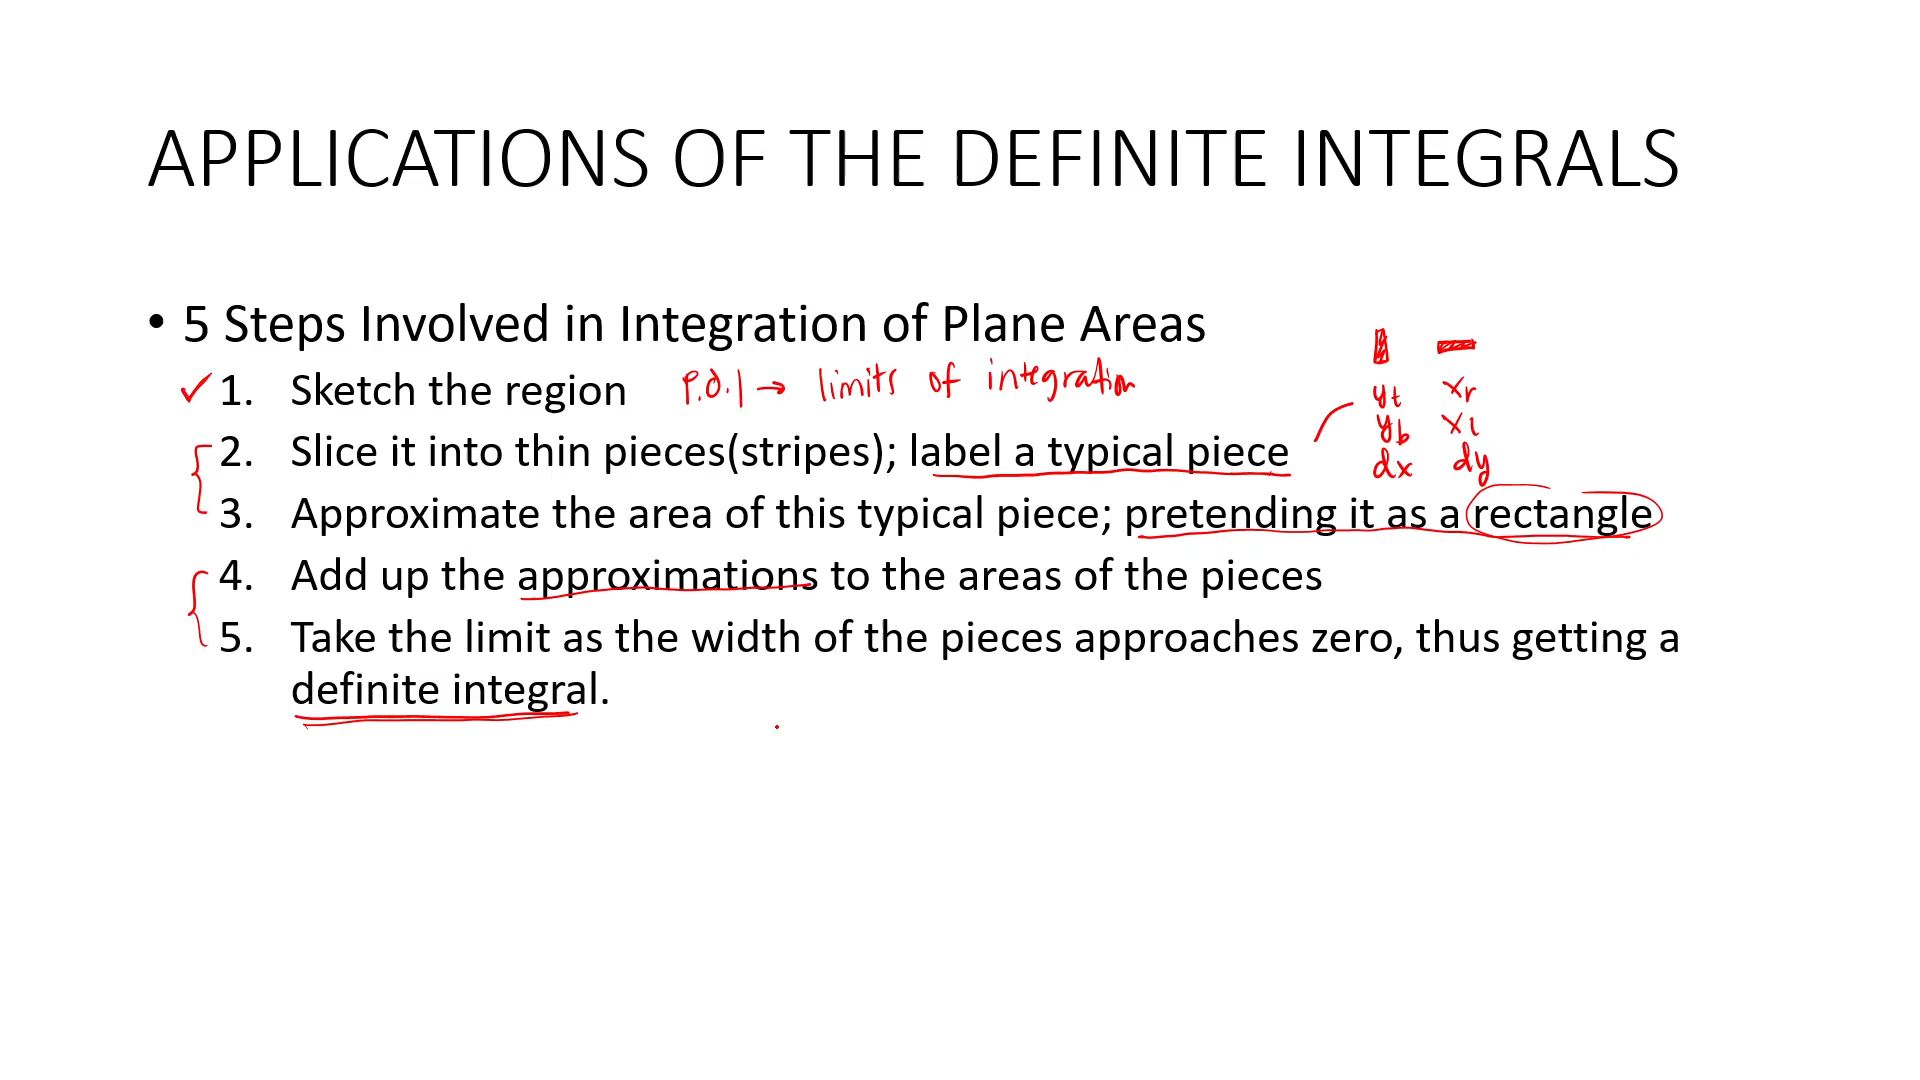 APPLICATIONS OF THE DEFINITE INTEGRALS
• 5 Steps Involved in Integration of Plane Areas
1. Sketch the region P.O.I → limits of integration
yt xr
yb xl
dx dy
2. Slice it into thin pieces(stripes); label a typical piece
3. Approximate the area of this typical piece; pretending it as a rectangle
4. Add up the approximations to the areas of the pieces
5. Take the limit as the width of the pieces approaches zero, thus getting a
definite integral.